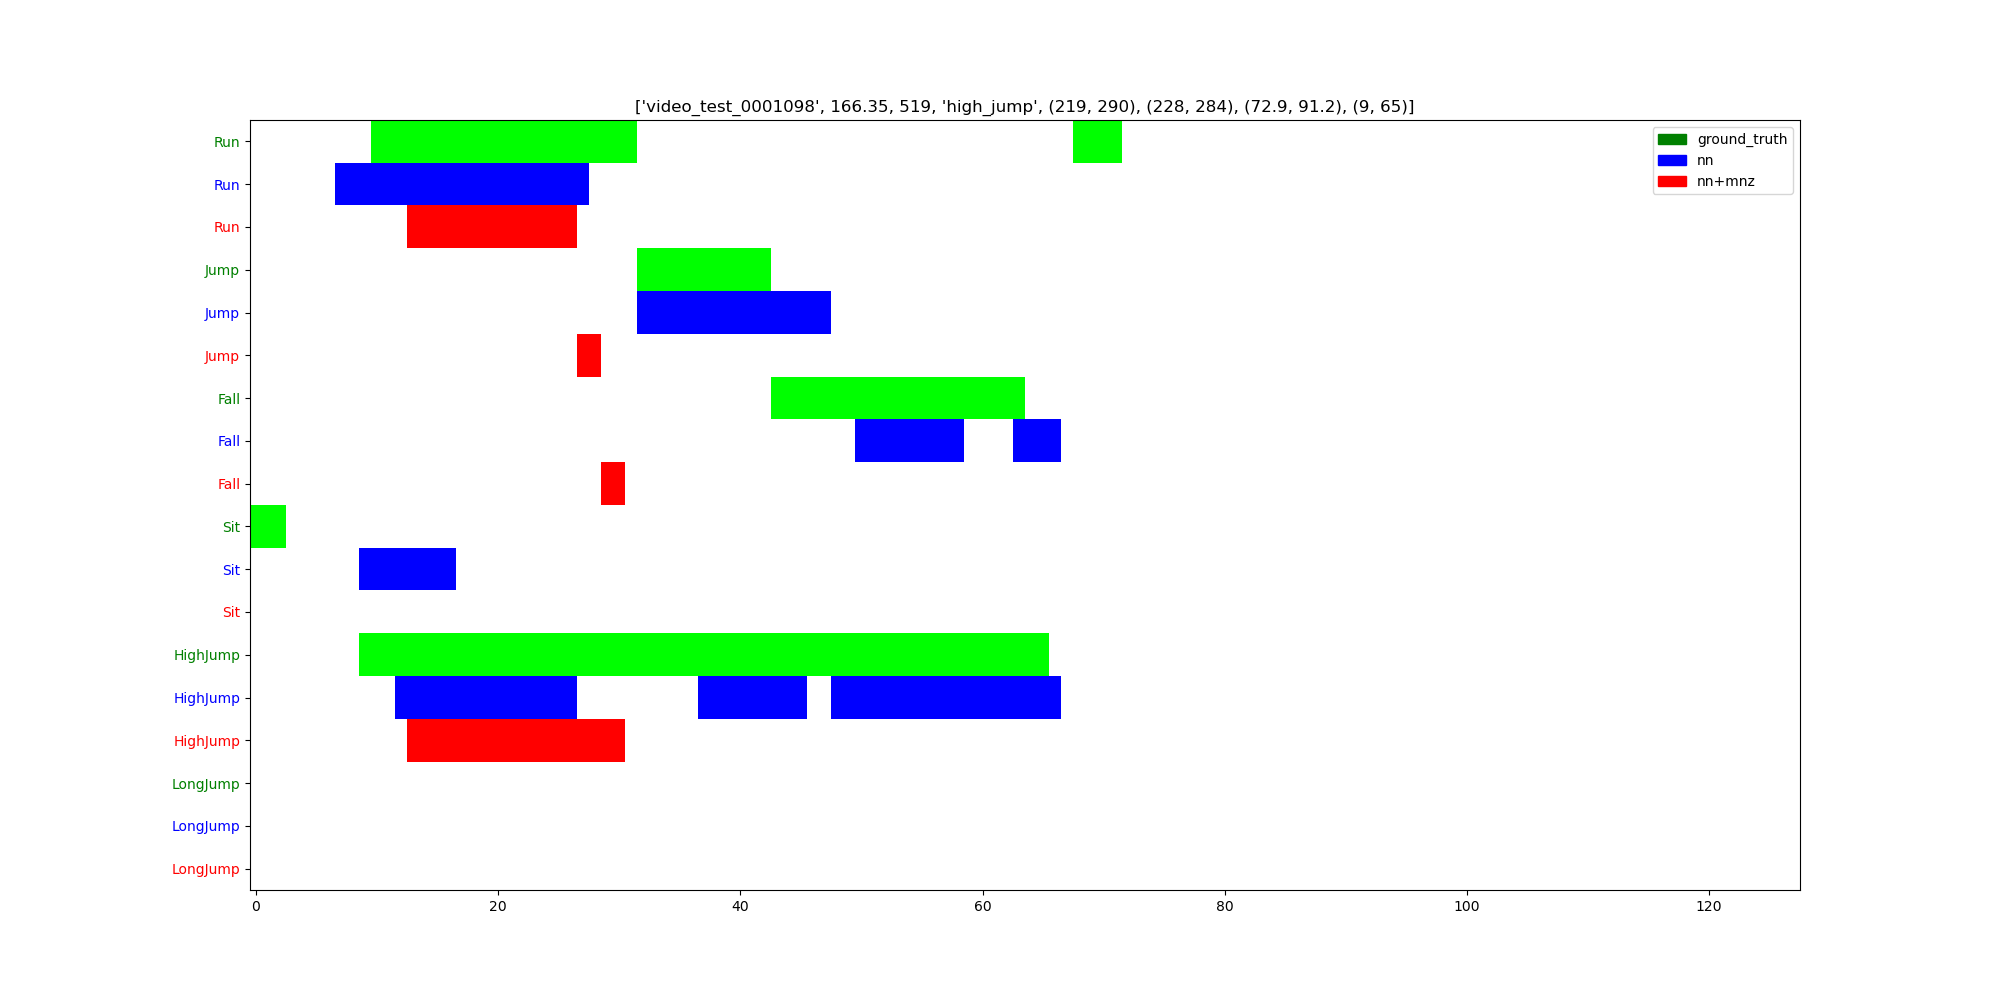 ['video_test_0001098', 166.35, 519, 'high_jump', (219, 290), (228, 284), (72.9, 91.2), (9, 65)]
ground_truth
nn
nn+mnz
Run
Run
Run
Jump
Jump
Jump
Fall
Fall
Fall
Sit
Sit
Sit
HighJump
HighJump
HighJump
LongJump
LongJump
LongJump
0 20 40 60 80 100 120